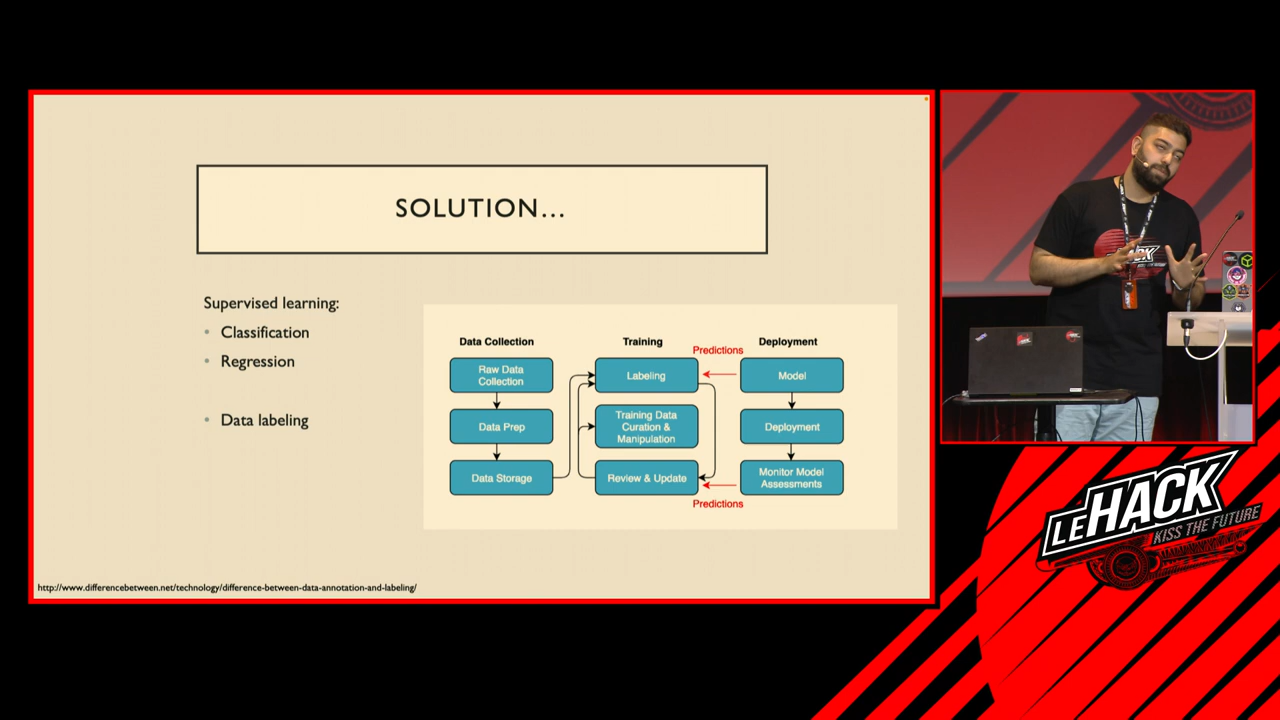 SOLUTION...
Supervised learning:
• Classification
• Regression
• Data labeling
Data Collection
Raw Data
Collection
Data Prep
Data Storage
Training
Labeling
Training Data
Curation &
Manipulation
Review & Update
Predictions
Predictions
Deployment
Model
Deployment
Monitor Model
Assessments
http://www.differencebetween.net/technology/difference-between-data-annotation-and-labeling/
LEHACK
KISS THE FUTURE